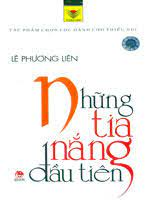 TÁC PHẨM CHỌN LỌC DÀNH CHO THIẾU NHI
LÊ PHƯƠNG LIÊN
Những
tia
nắng
đầu tiên